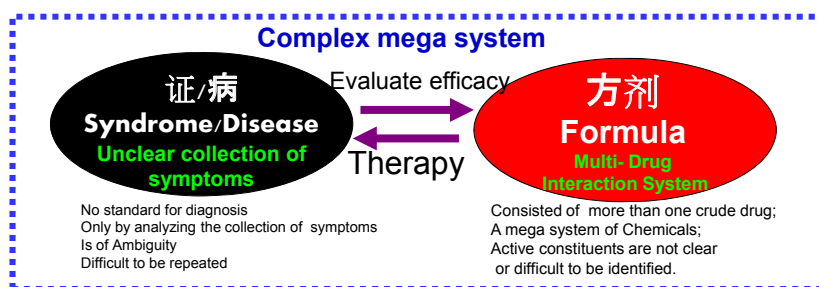 Complex mega system
证/病
Syndrome/Disease
Unclear collection of
symptoms
Evaluate efficacy
Therapy
方剂
Formula
Multi- Drug
Interaction System
No standard for diagnosis
Only by analyzing the collection of symptoms
Is of Ambiguity
Difficult to be repeated
Consisted of more than one crude drug;
A mega system of Chemicals;
Active constituents are not clear
or difficult to be identified.